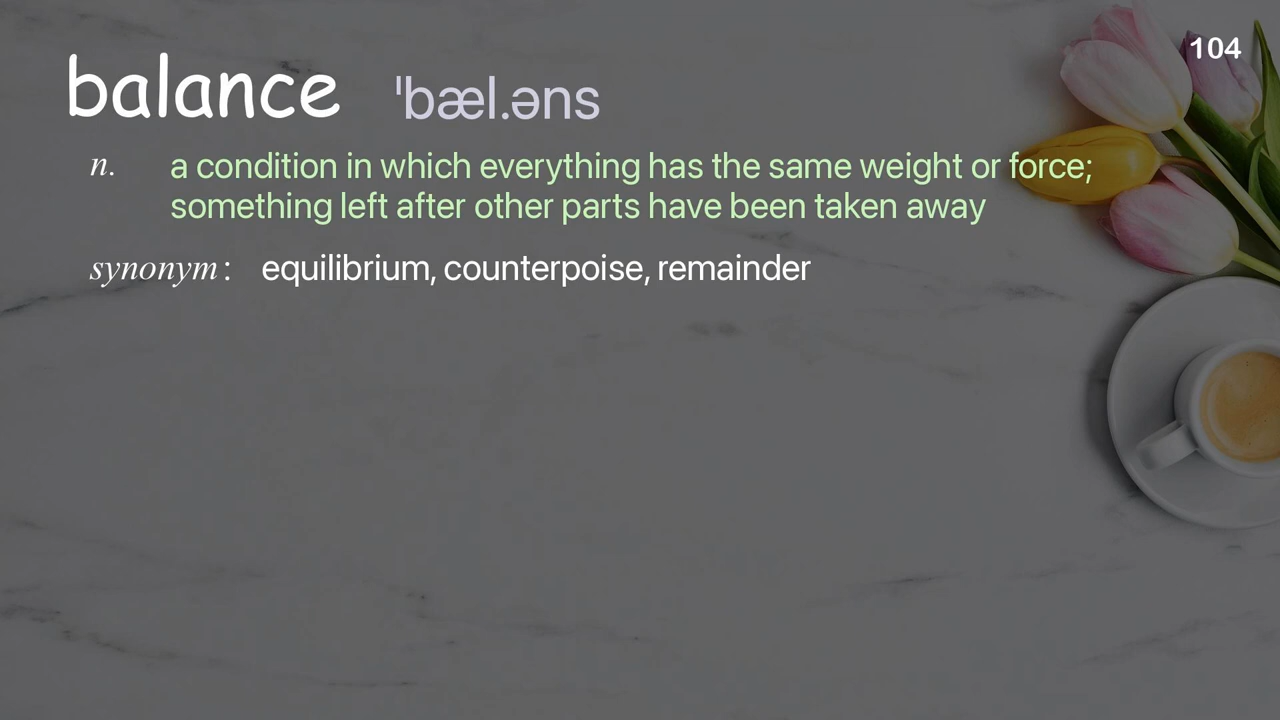 104
balance ˈbæl.əns
n. a condition in which everything has the same weight or force;
something left after other parts have been taken away
synonym : equilibrium, counterpoise, remainder